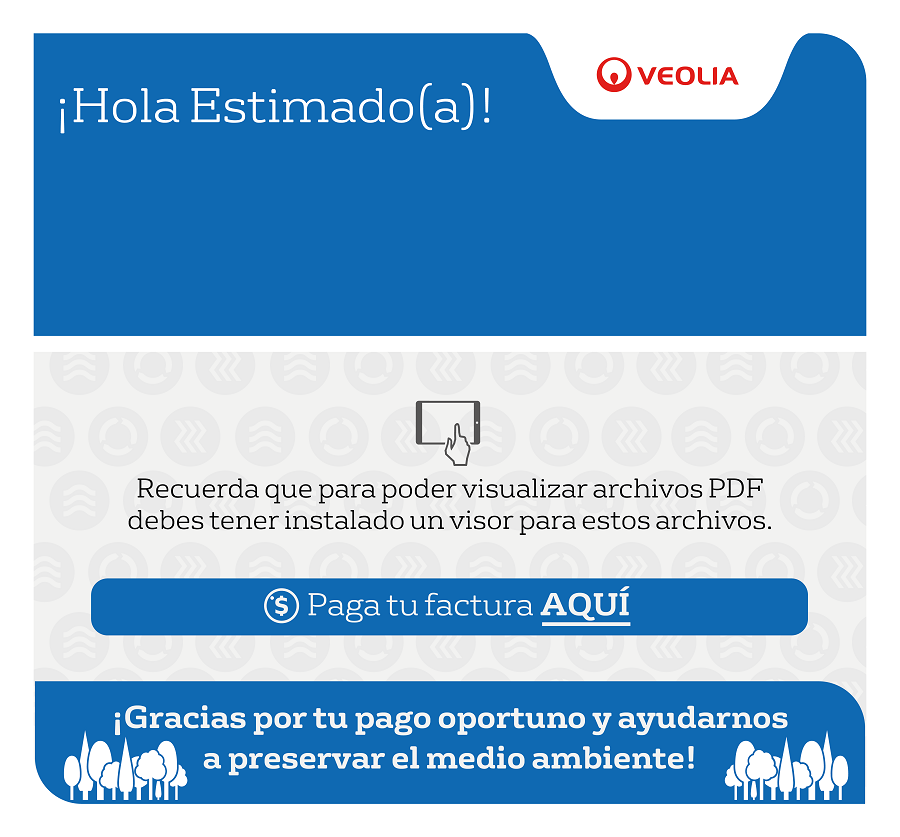 VEOLIA
¡Hola Estimado(a)!
Recuerda que para poder visualizar archivos PDF
debes tener instalado un visor para estos archivos.
$ Paga tu factura AQUÍ
¡Gracias por tu pago oportuno y ayudarnos
a preservar el medio ambiente!